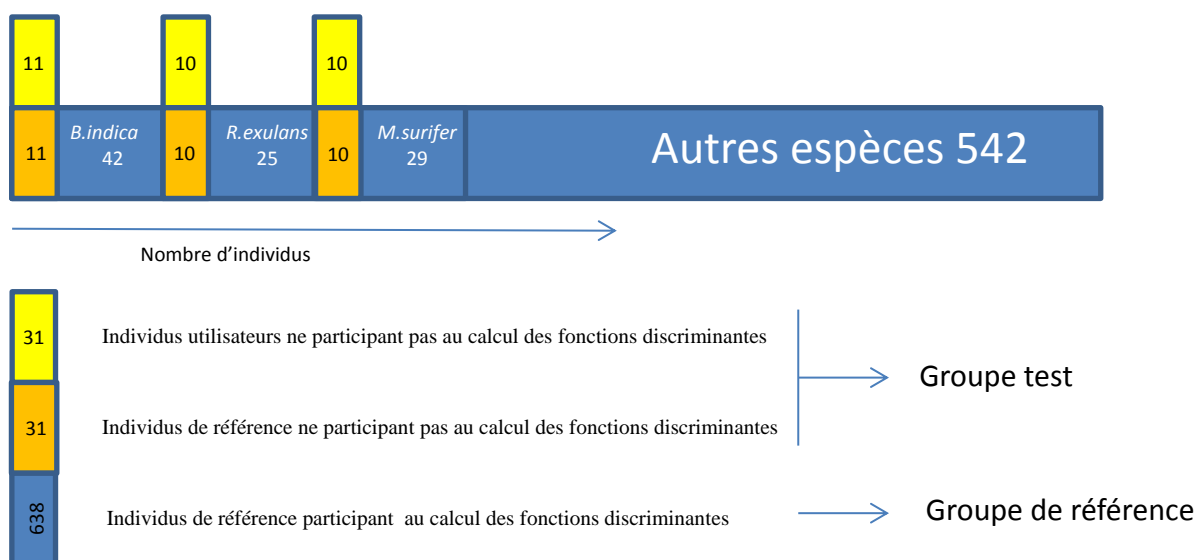 11 10 10
11 B.indica 42 10 R.exulans 25 10 M.surifer 29 Autres espèces 542
Nombre d'individus
31 Individus utilisateurs ne participant pas au calcul des fonctions discriminantes
Groupe test
31 Individus de référence ne participant pas au calcul des fonctions discriminantes
638 Individus de référence participant au calcul des fonctions discriminantes
Groupe de référence